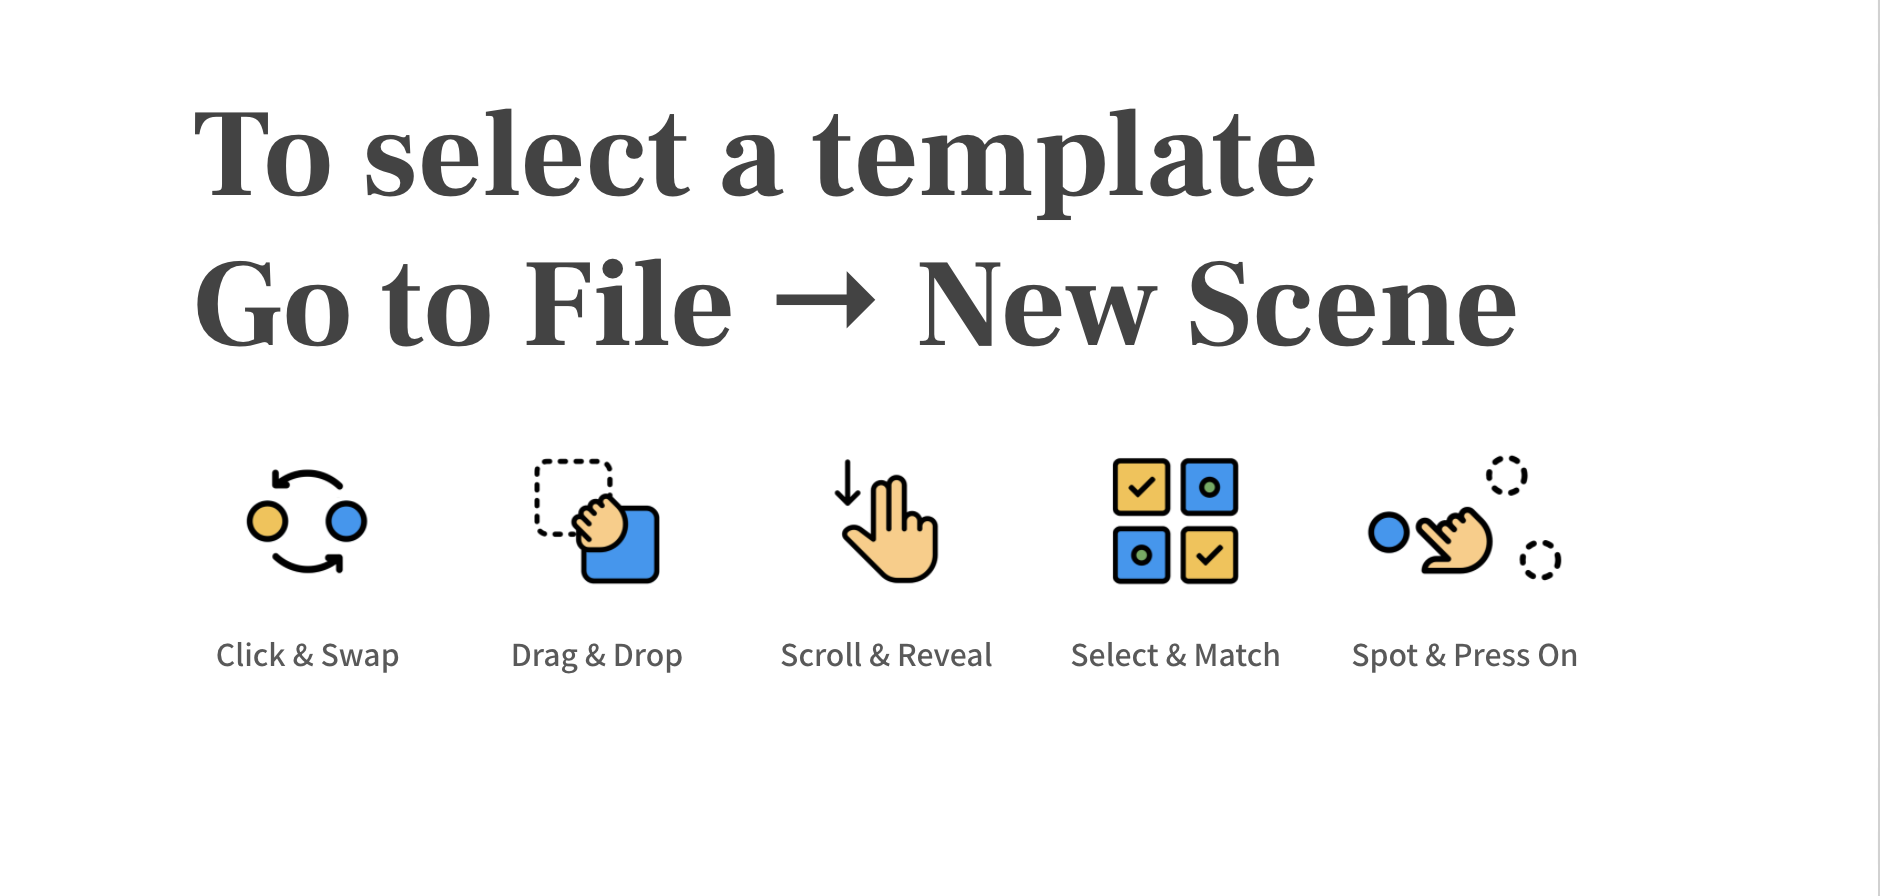 To select a template
Go to File → New Scene
Click & Swap
Drag & Drop
Scroll & Reveal
Select & Match
Spot & Press On